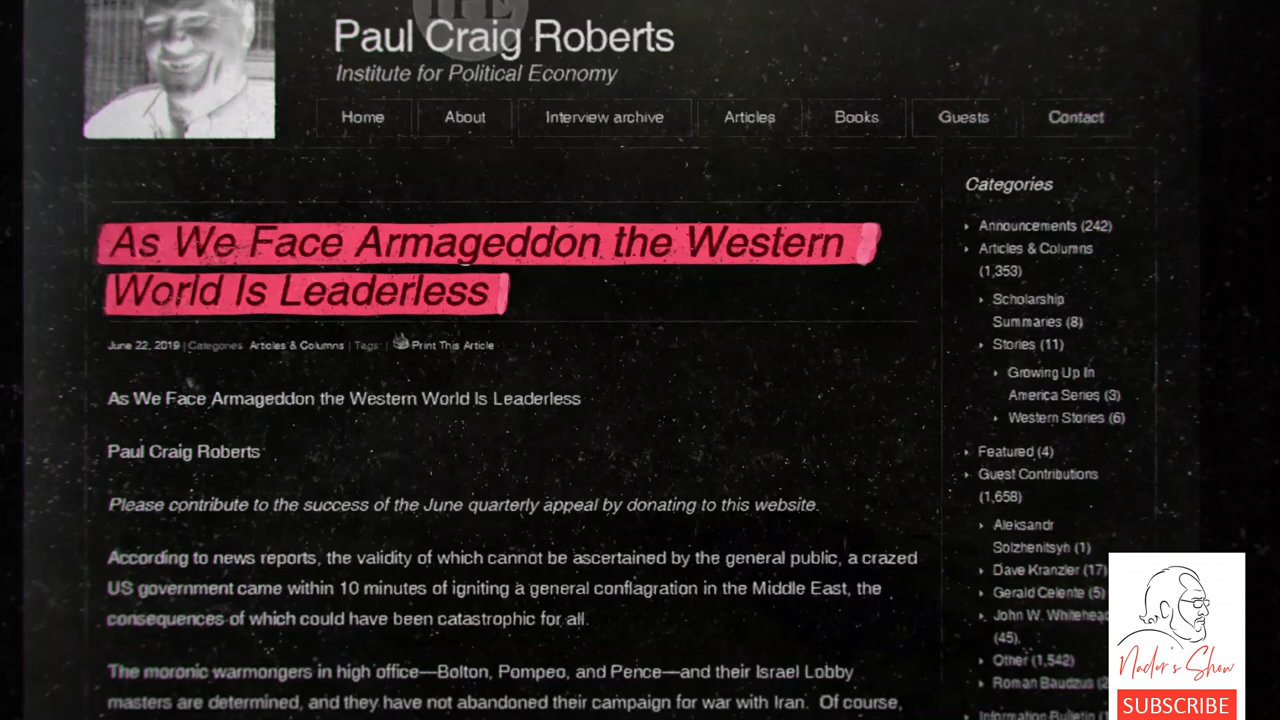 IPE
Paul Craig Roberts
Institute for Political Economy
Home About Interview archive Articles Books Guests Contact
As We Face Armageddon the Western
World Is Leaderless
June 22, 2019 | Categories: Articles & Columns | Tags: | Print This Article
As We Face Armageddon the Western World Is Leaderless
Paul Craig Roberts
Please contribute to the success of the June quarterly appeal by donating to this website.
According to news reports, the validity of which cannot be ascertained by the general public, a crazed
US government came within 10 minutes of igniting a general conflagration in the Middle East, the
consequences of which could have been catastrophic for all.
The moronic warmongers in high office—Bolton, Pompeo, and Pence—and their Israel Lobby
masters are determined, and they have not abandoned their campaign for war with Iran. Of course,
Categories
Announcements (242)
Articles & Columns
(1,353)
Scholarship
Summaries (8)
Stories (11)
Growing Up In
America Series (3)
Western Stories (6)
Featured (4)
Guest Contributions
(1,658)
Aleksandr
Solzhenitsyn (1)
Dave Kranzler (17)
Gerald Celente (5)
John W. Whitehead
(45)
Other (1,542)
Roman Baudzus
Information Bulletin
Nader's Show
SUBSCRIBE